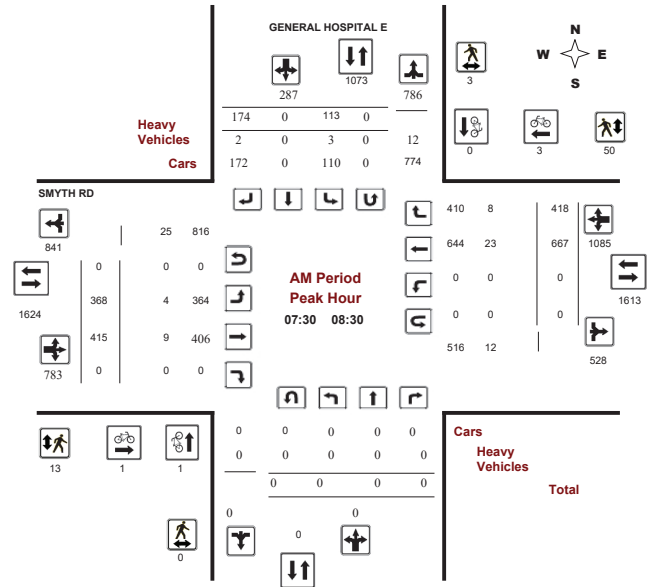 GENERAL HOSPITAL E
N
W E
S
1073
3
287 786
174 0 113 0
Heavy
Vehicles
2 0 3 0 12
Cars
172 0 110 0 774
0 3 50
SMYTH RD
841
25 816
410 8 418
1085
0 0 0
644 23 667
1624
368 4 364
AM Period
Peak Hour
07:30 08:30
0 0 0
1613
415 9 406
0 0 0
783
0 0 0
516 12
528
0 0 0 0 0
Cars
13 1 1
0 0 0 0 0
Heavy
Vehicles
0 0 0 0
Total
0 0
0
0